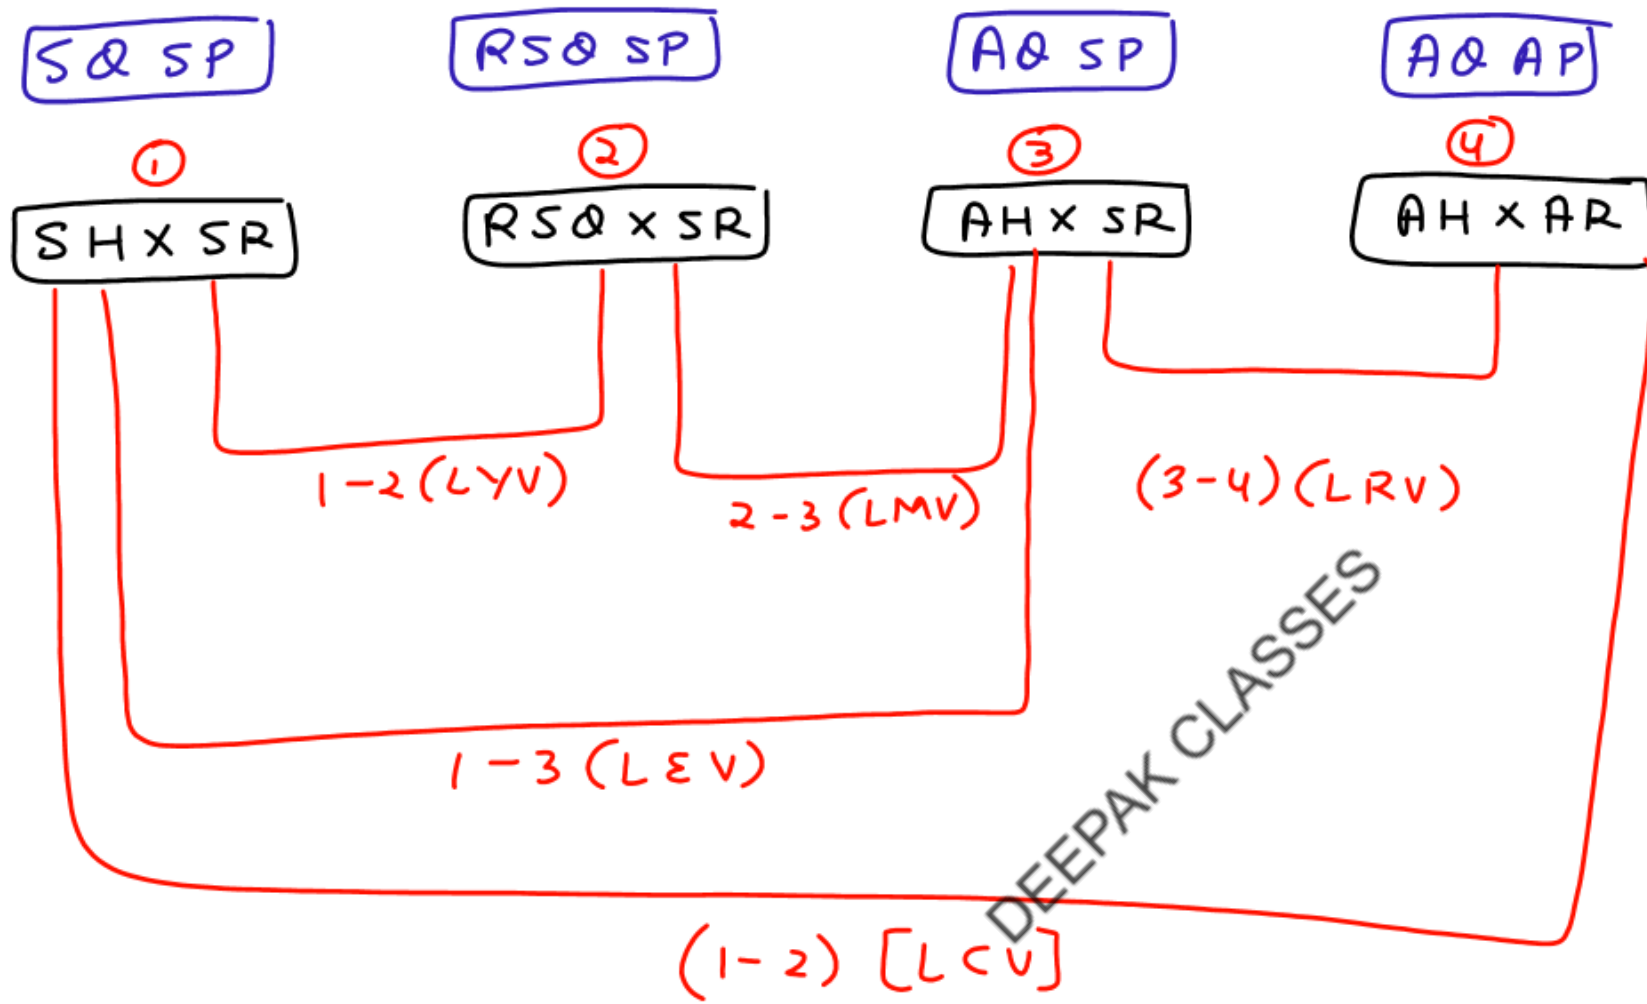 SQ SP
RSQ SP
AQ SP
AQ AP
1
2
3
4
SH X SR
RSQ X SR
AH X SR
AH X AR
1-2 (LYV)
2-3 (LMV)
(3-4) (LRV)
1-3 (LEV)
(1-2) [LCV]
DEEPAK CLASSES